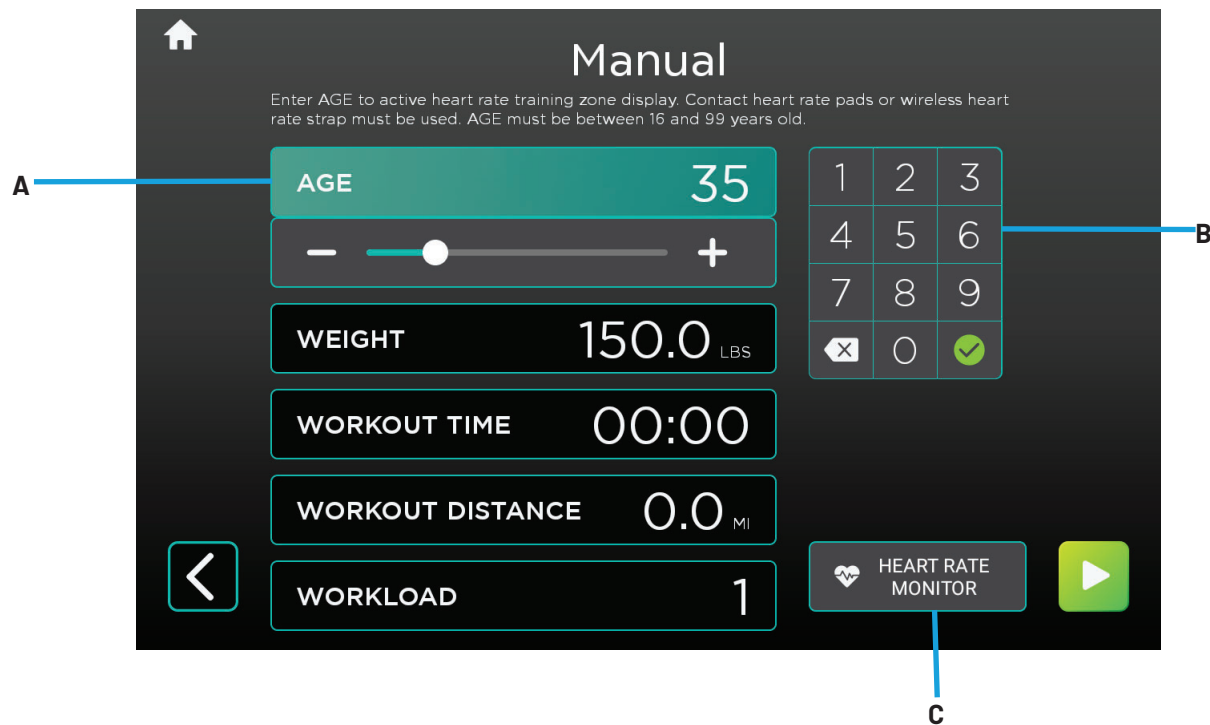 Manual
Enter AGE to active heart rate training zone display. Contact heart rate pads or wireless heart
rate strap must be used. AGE must be between 16 and 99 years old.
A
AGE 35
1 2 3
B
4 5 6
7 8 9
WEIGHT 150.0 LBS
0
WORKOUT TIME 00:00
WORKOUT DISTANCE 0.0 MI
WORKLOAD 1
HEART RATE
MONITOR
C